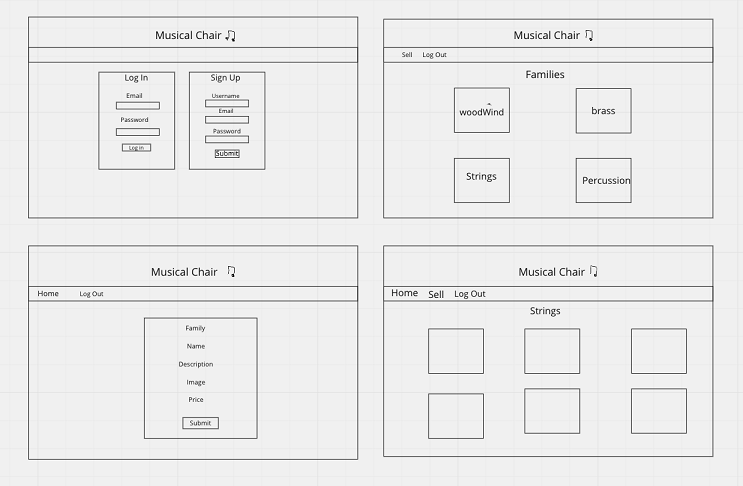 Musical Chair
Log In
Email
Password
Log in
Sign Up
Username
Email
Password
Submit
Musical Chair
Sell Log Out
Families
woodWind
brass
Strings
Percussion
Musical Chair
Home Log Out
Family
Name
Description
Image
Price
Submit
Musical Chair
Home Sell Log Out
Strings